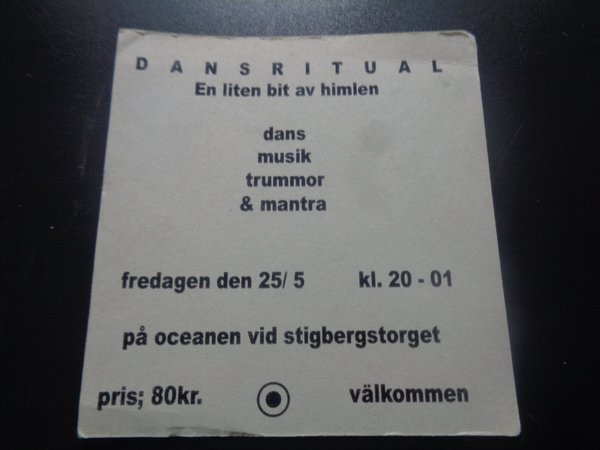 DANSRITUAL
En liten bit av himlen
dans
musik
trummor
& mantra
fredagen den 25/ 5 kl. 20 - 01
på oceanen vid stigbergstorget
pris; 80kr. välkommen